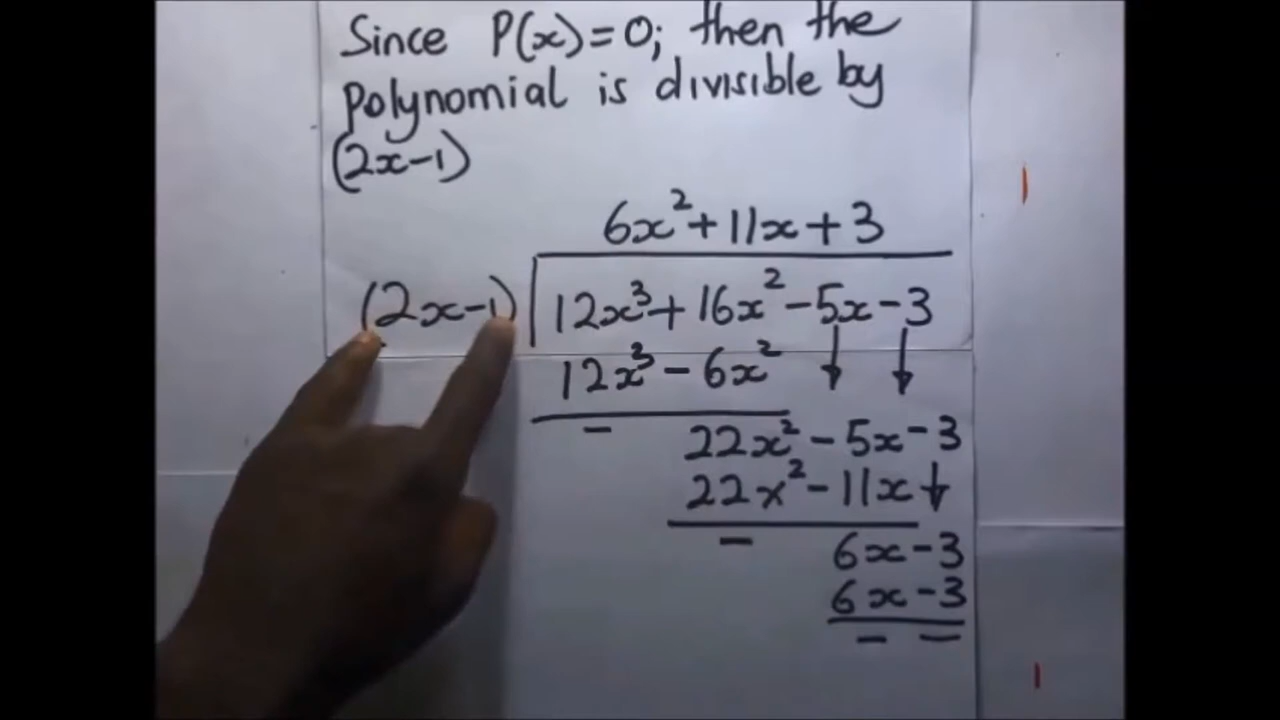 Since P(x)=0; then the
Polynomial is divisible by
(2x-1)
6x²+11x+3
(2x-1) 12x³+16x²-5x-3
12x³-6x²
- 22x²-5x-3
22x²-11x
- 6x-3
6x-3
- -